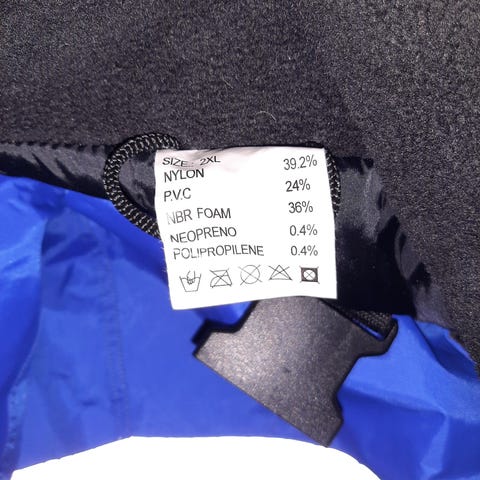 SIZE: 2XL
NYLON 39.2%
P.V.C 24%
NBR FOAM 36%
NEOPRENO 0.4%
POLIPROPILENE 0.4%